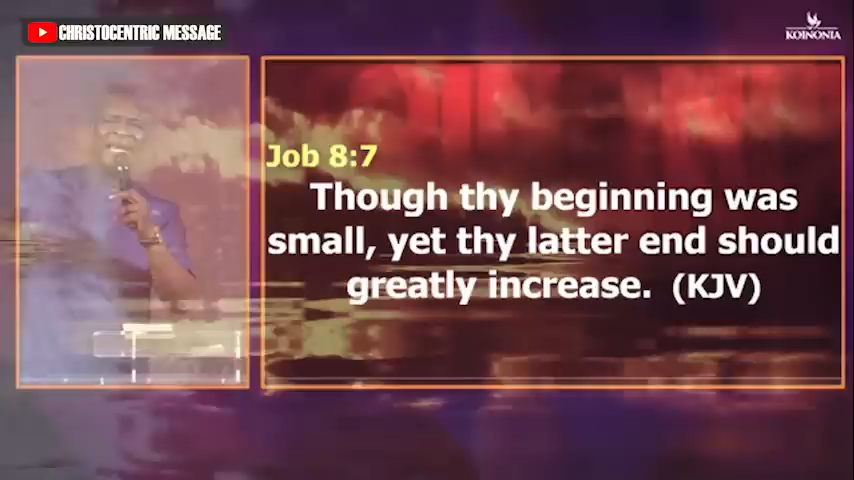 CHRISTOCENTRIC MESSAGE
KOINONIA
Job 8:7
Though thy beginning was
small, yet thy latter end should
greatly increase. (KJV)